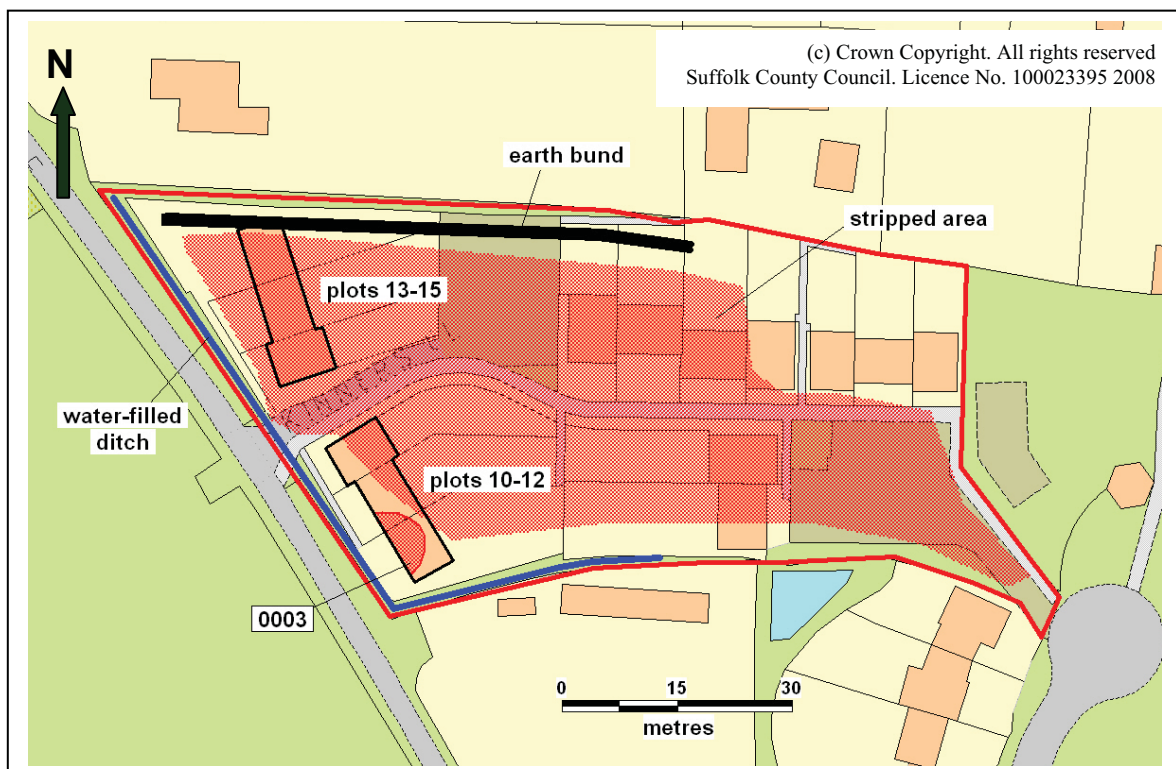 (c) Crown Copyright. All rights reserved
Suffolk County Council. Licence No. 100023395 2008
N
earth bund
stripped area
plots 13-15
water-filled
ditch
plots 10-12
0003
0 15 30
metres